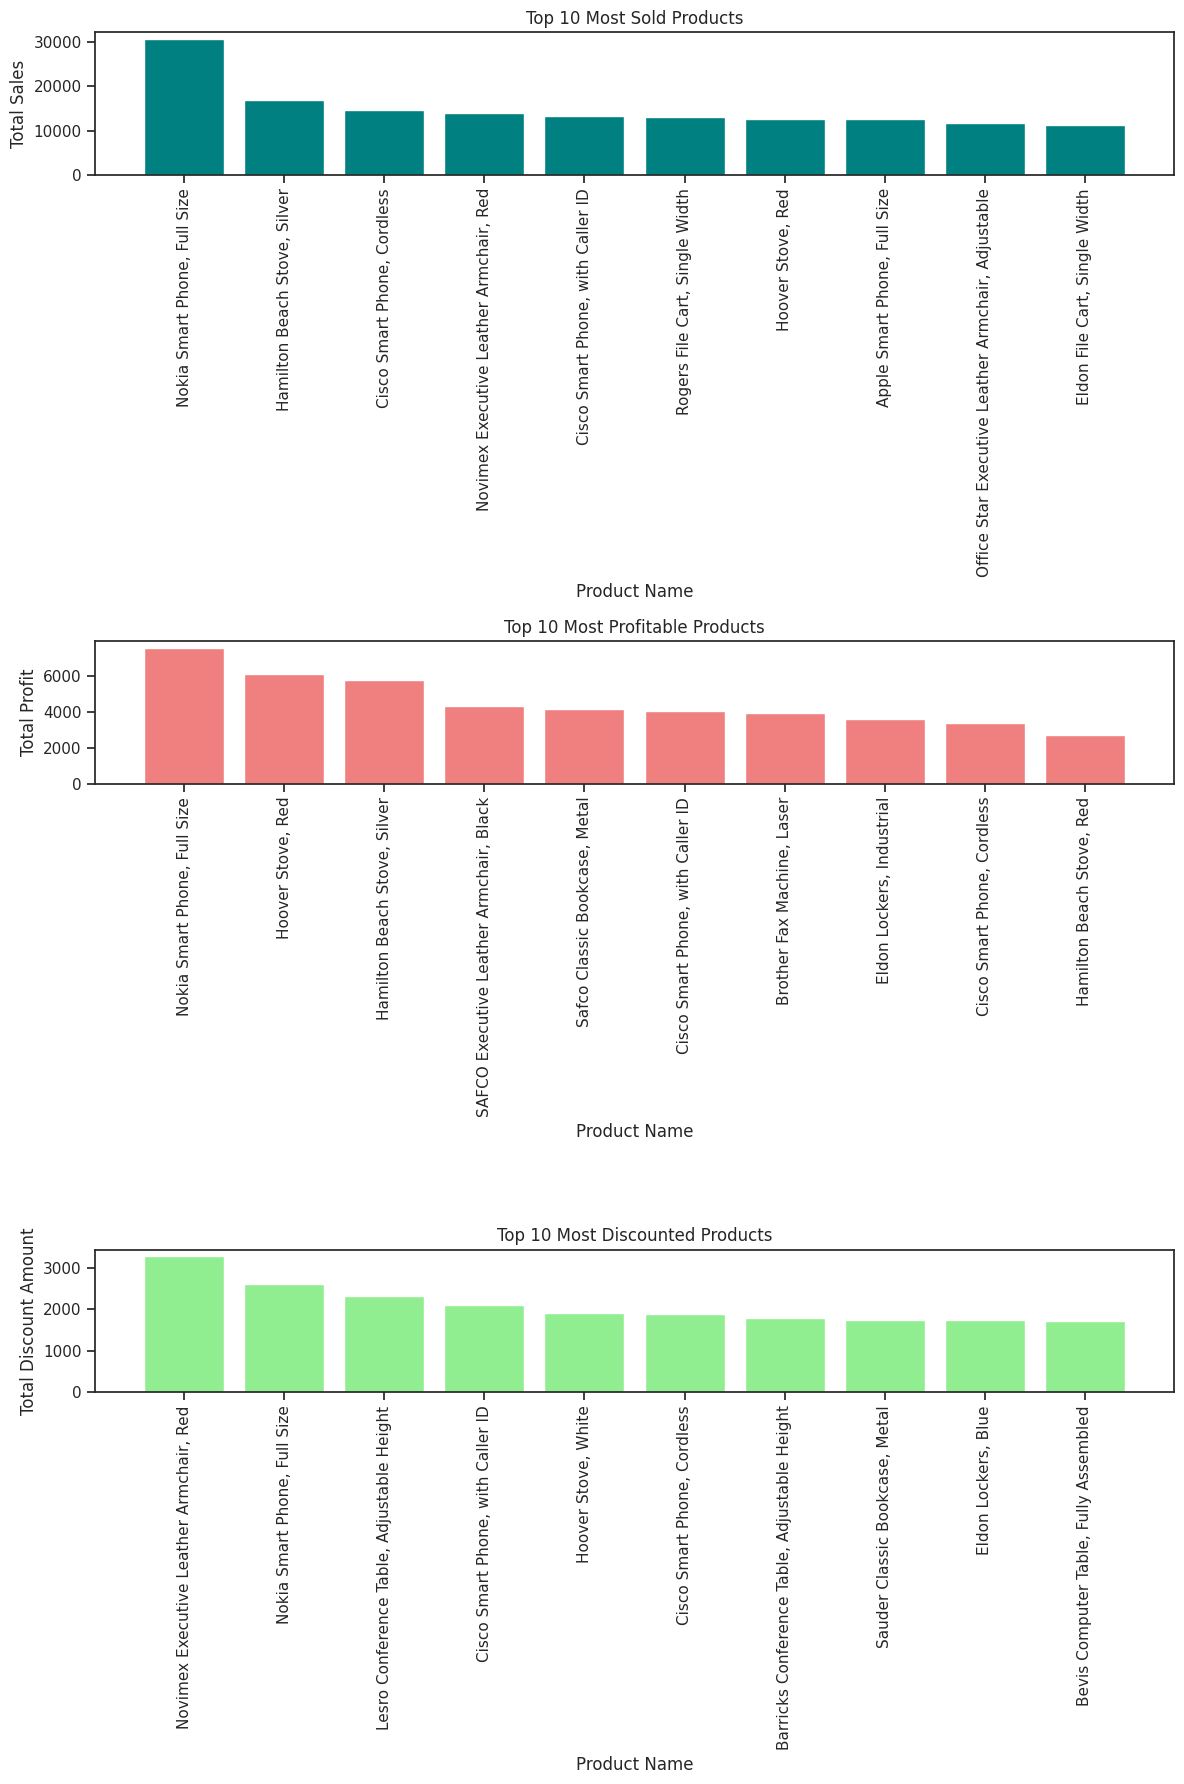 Top 10 Most Sold Products
Total Sales
30000
20000
10000
0
Nokia Smart Phone, Full Size
Hamilton Beach Stove, Silver
Cisco Smart Phone, Cordless
Novimex Executive Leather Armchair, Red
Cisco Smart Phone, with Caller ID
Rogers File Cart, Single Width
Hoover Stove, Red
Apple Smart Phone, Full Size
Office Star Executive Leather Armchair, Adjustable
Eldon File Cart, Single Width
Product Name
Top 10 Most Profitable Products
Total Profit
6000
4000
2000
0
Nokia Smart Phone, Full Size
Hoover Stove, Red
Hamilton Beach Stove, Silver
SAFCO Executive Leather Armchair, Black
Safco Classic Bookcase, Metal
Cisco Smart Phone, with Caller ID
Brother Fax Machine, Laser
Eldon Lockers, Industrial
Cisco Smart Phone, Cordless
Hamilton Beach Stove, Red
Product Name
Top 10 Most Discounted Products
Total Discount Amount
3000
2000
1000
0
Novimex Executive Leather Armchair, Red
Nokia Smart Phone, Full Size
Lesro Conference Table, Adjustable Height
Cisco Smart Phone, with Caller ID
Hoover Stove, White
Cisco Smart Phone, Cordless
Barricks Conference Table, Adjustable Height
Sauder Classic Bookcase, Metal
Eldon Lockers, Blue
Bevis Computer Table, Fully Assembled
Product Name